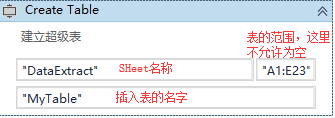 Create Table
建立超级表
表的范围，这里
不允许为空
"DataExtract" SHeet名称 "A1:E23"
"MyTable" 插入表的名字